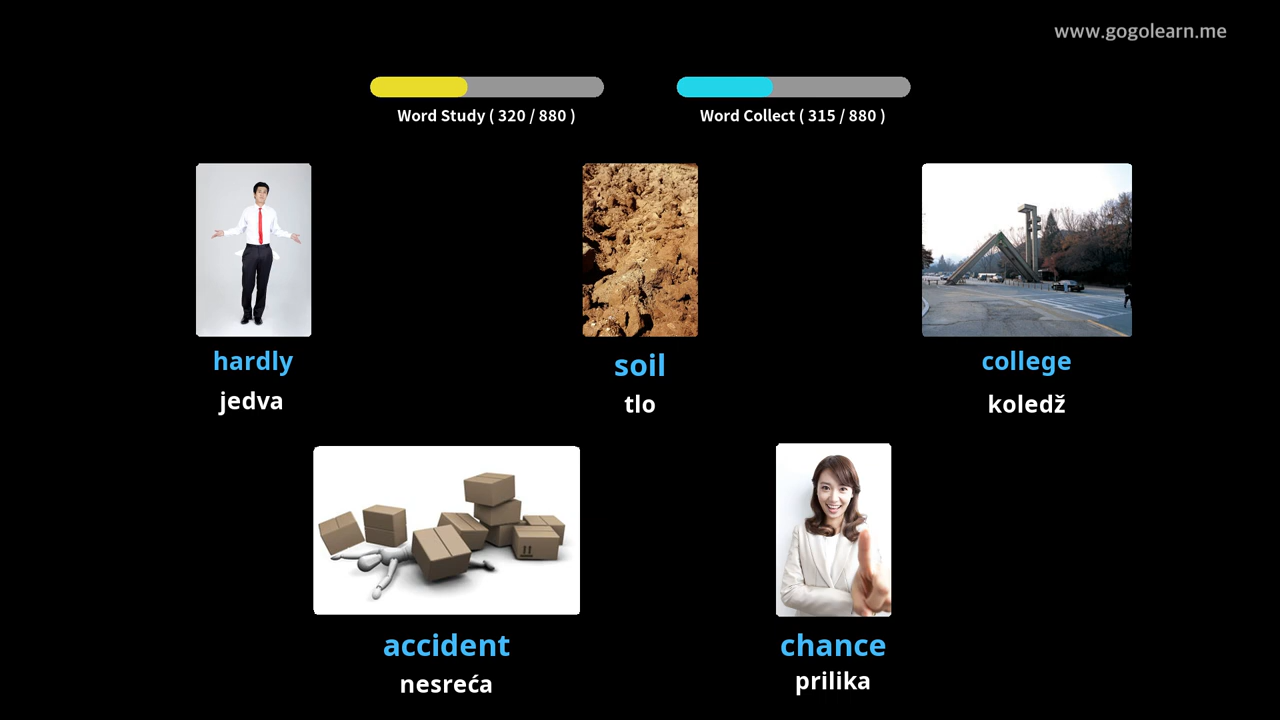 www.gogolearn.me
Word Study ( 320 / 880 )
Word Collect ( 315 / 880 )
hardly
jedva
soil
tlo
college
koledž
accident
nesreća
chance
prilika